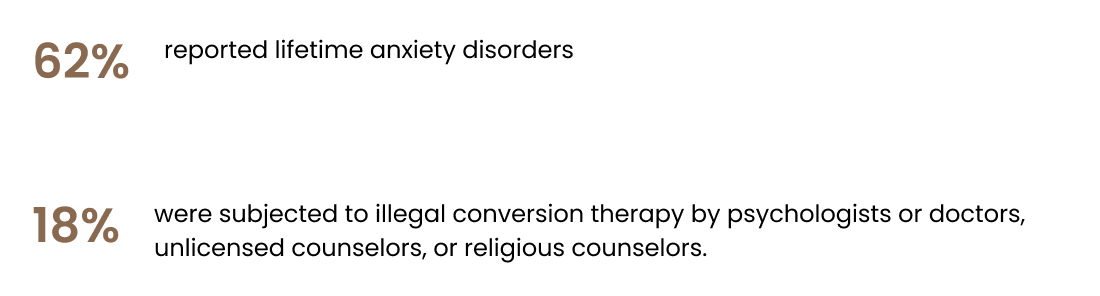 62% reported lifetime anxiety disorders
18% were subjected to illegal conversion therapy by psychologists or doctors,
unlicensed counselors, or religious counselors.